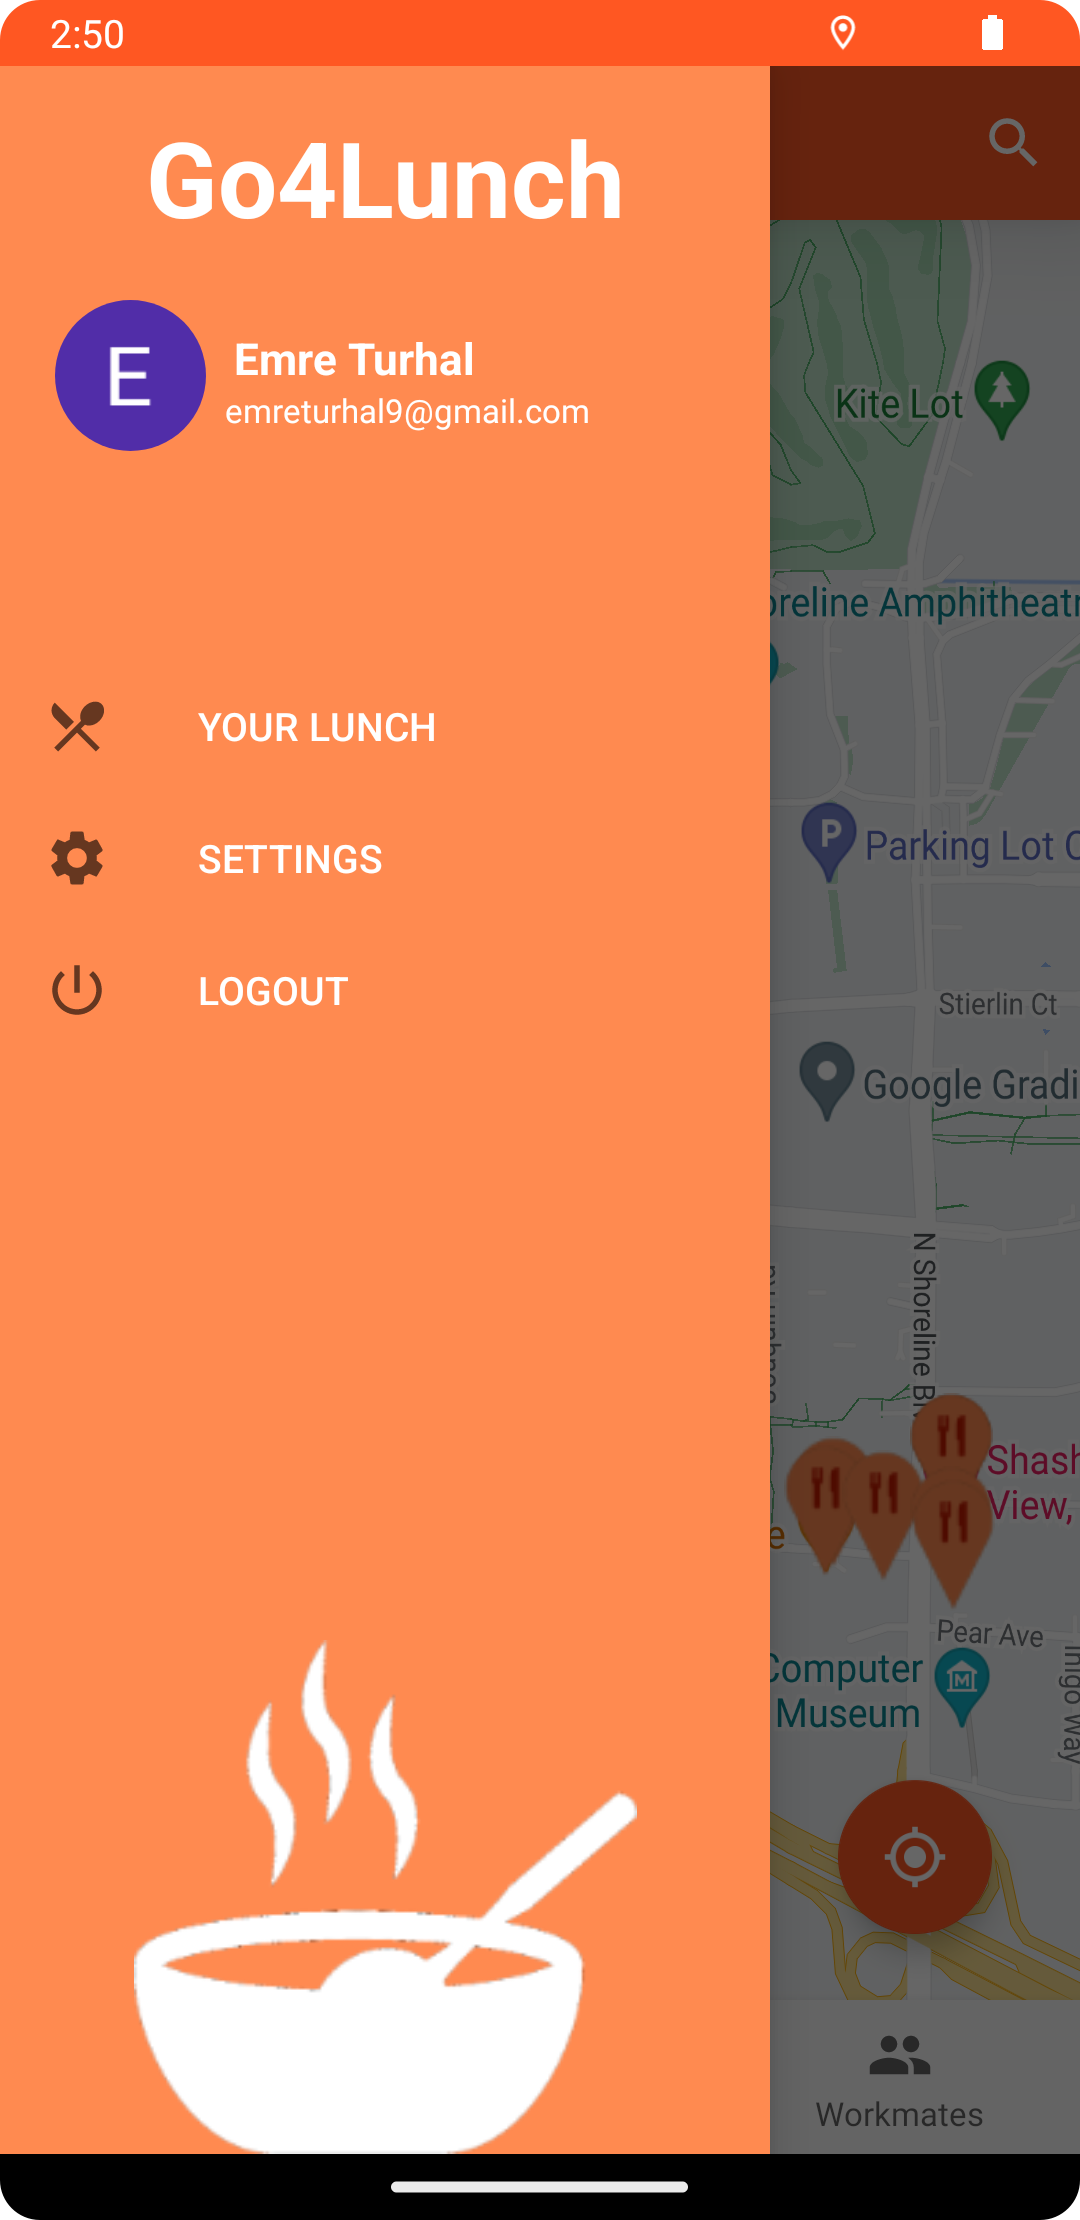 2:50
Go4Lunch
E
Emre Turhal
emreturhal9@gmail.com
YOUR LUNCH
SETTINGS
LOGOUT
Kite Lot
oreline Amphitheatr
P
Parking Lot C
Stierlin Ct
Google Gradi
N Shoreline Blv
Shash
View,
e
Pear Ave
Inigo Way
Computer
Museum
M
Workmates